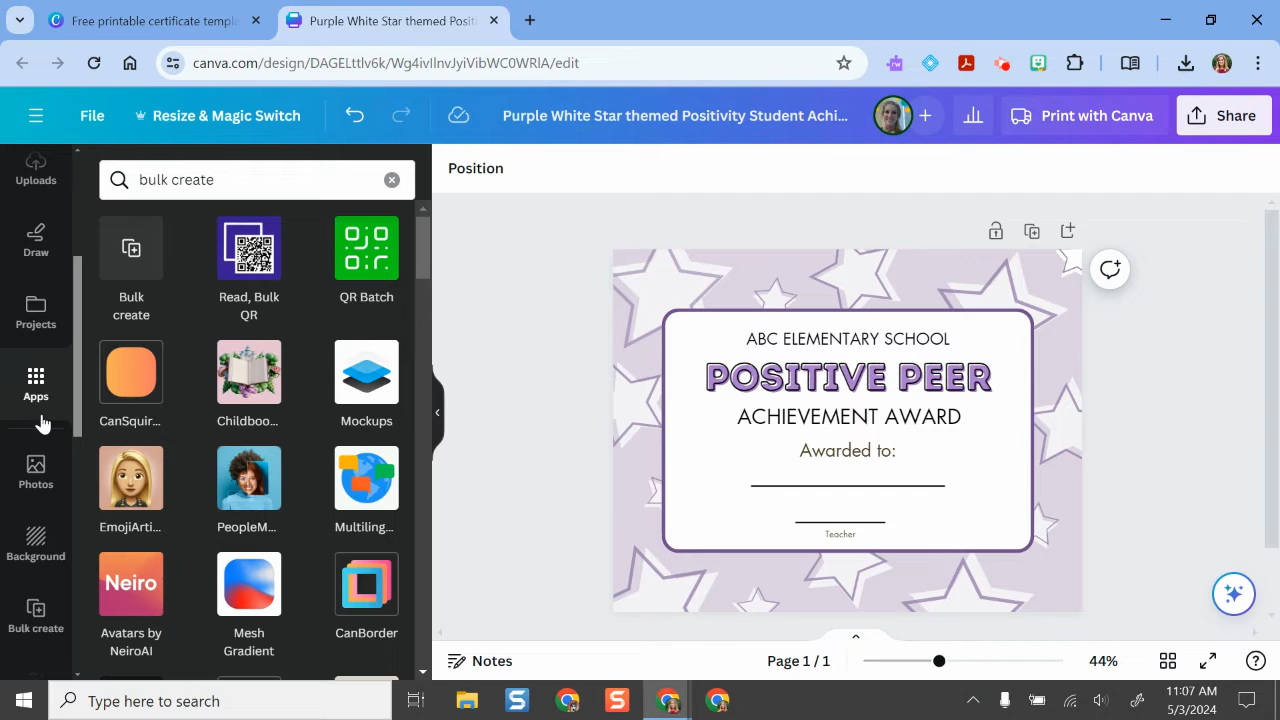 Free printable certificate templ
Purple White Star themed Positi
canva.com/design/DAGELttlv6k/Wg4ivIlnvJyiVibWC0WRlA/edit
File
Resize & Magic Switch
Purple White Star themed Positivity Student Achi...
Print with Canva
Share
Uploads
Draw
Projects
Apps
Photos
Background
Bulk create
bulk create
Bulk
create
Read, Bulk
QR
QR Batch
CanSquir...
Childboo...
Mockups
EmojiArti...
PeopleM...
Multiling...
Neiro
Avatars by
NeiroAI
Mesh
Gradient
CanBorder
Position
ABC ELEMENTARY SCHOOL
POSITIVE PEER
ACHIEVEMENT AWARD
Awarded to:
Teacher
Notes
Page 1 / 1
44%
Type here to search
11:07 AM
5/3/2024